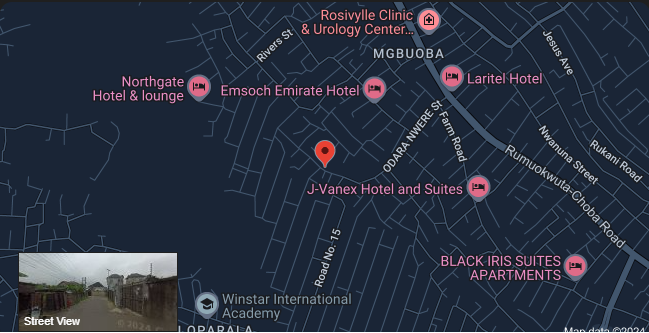 Rosivylle Clinic
& Urology Center...
Rivers St
Jesus Ave
MGBUOBA
Northgate
Hotel & lounge
Emsoch Emirate Hotel
Laritel Hotel
ODARA NWERE St
Farm Road
Nwanuna Street
Rukani Road
Rumuokwuta-Choba Road
J-Vanex Hotel and Suites
Road No. 15
BLACK IRIS SUITES
APARTMENTS
Winstar International
Academy
Street View
Map data ©2024